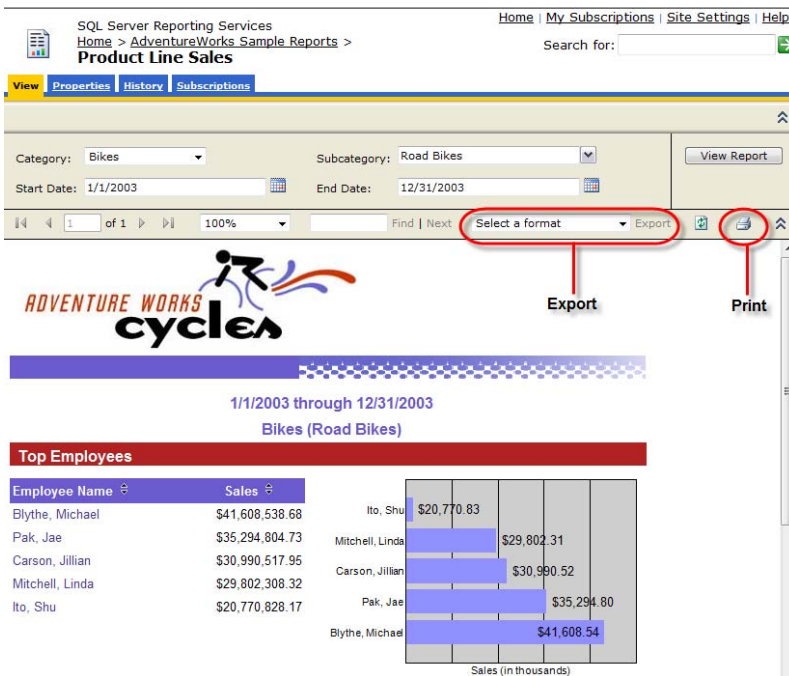 SQL Server Reporting Services
Home > AdventureWorks Sample Reports >
Product Line Sales
Home | My Subscriptions | Site Settings | Help
Search for:
View Properties History Subscriptions
Category: Bikes Subcategory: Road Bikes View Report
Start Date: 1/1/2003 End Date: 12/31/2003
1 of 1 100% Find | Next Select a format Export
Export Print
ADVENTURE WORKS
cycles
1/1/2003 through 12/31/2003
Bikes (Road Bikes)
Top Employees
Employee Name Sales
Blythe, Michael $41,608,538.68
Pak, Jae $35,294,804.73
Carson, Jillian $30,990,517.95
Mitchell, Linda $29,802,308.32
Ito, Shu $20,770,828.17
Ito, Shu $20,770.83
Mitchell, Linda $29,802.31
Carson, Jillian $30,990.52
Pak, Jae $35,294.80
Blythe, Michael $41,608.54
Sales (in thousands)